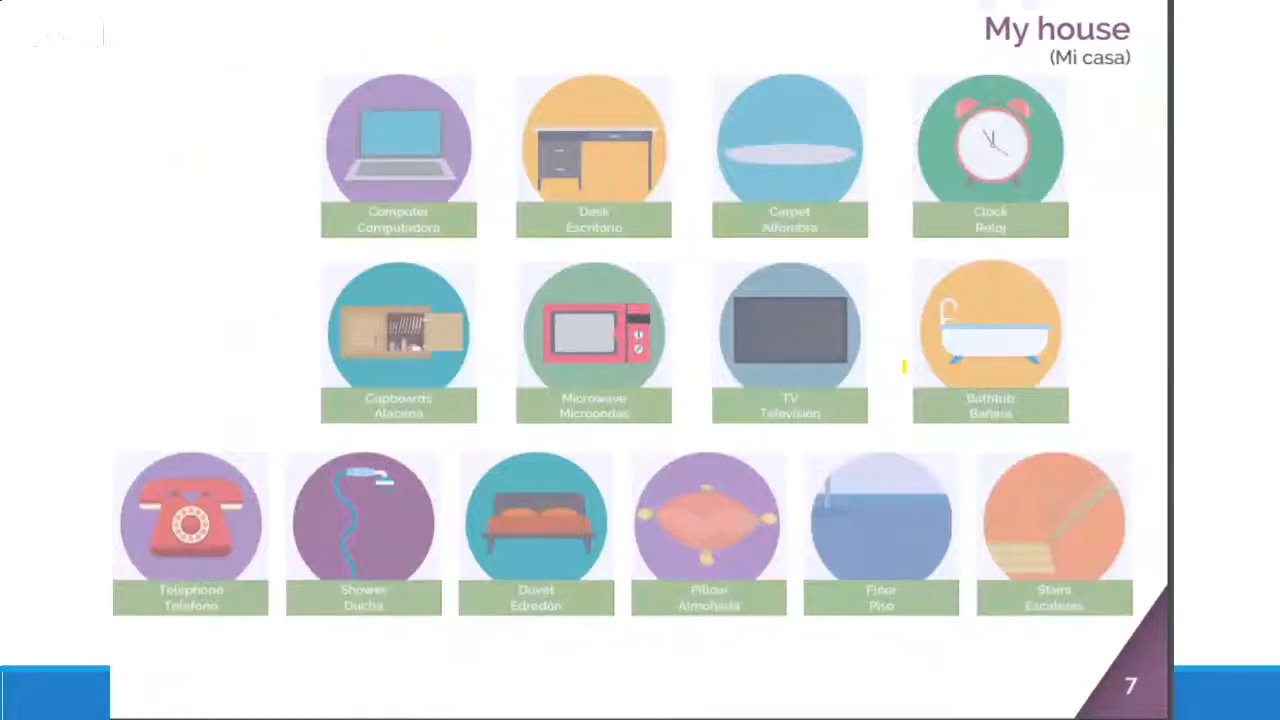 My house
(Mi casa)
Computer
Computadora
Desk
Escritorio
Carpet
Alfombra
Clock
Reloj
Cupboards
Alacena
Microwave
Microondas
TV
Televisión
Bathtub
Bañera
Telephone
Teléfono
Shower
Ducha
Duvet
Edredón
Pillow
Almohada
Floor
Piso
Stairs
Escaleras
7